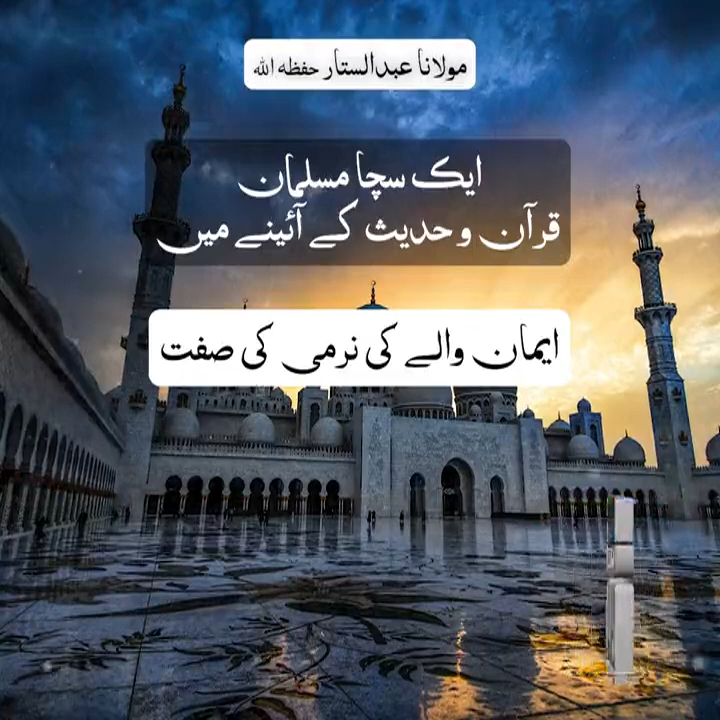 مولانا عبدالستار حفظہ اللہ
ایک سچا مسلمان
قرآن و حدیث کے آئینے میں
ایمان والے کی نرمی کی صفت